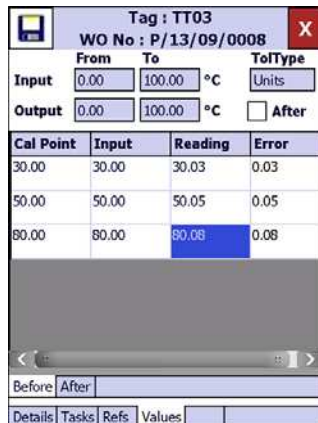 Tag : TT03
WO No : P/13/09/0008
X
From To TolType
Input 0.00 100.00 °C Units
Output 0.00 100.00 °C After
Cal Point Input Reading Error
30.00 30.00 30.03 0.03
50.00 50.00 50.05 0.05
80.00 80.00 80.08 0.08
Before After
Details Tasks Refs Values